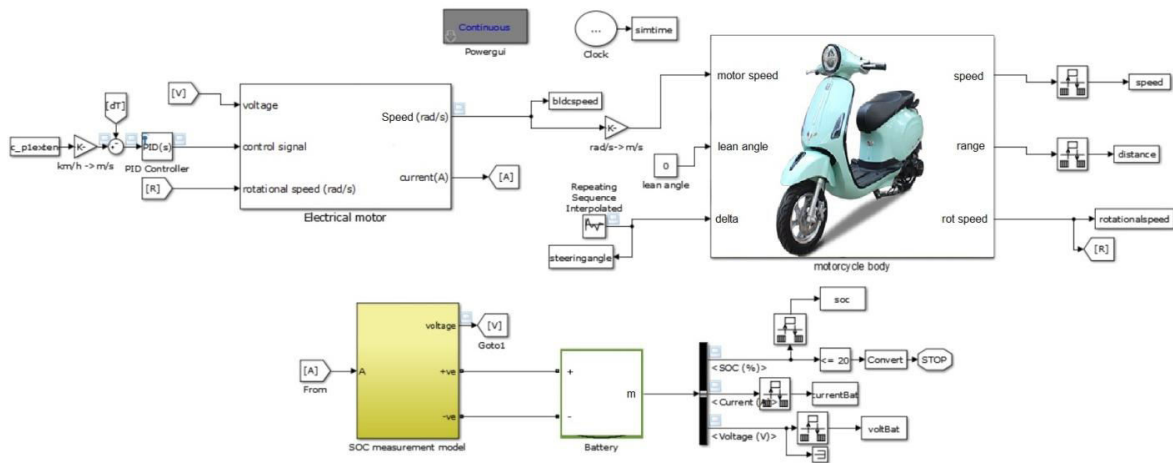 Continuous
Powergui
...
Clock
simtime
[dT]
[V]
c_p1exten
K-
km/h ->m/s
PID(s)
PID Controller
[R]
voltage
control signal
rotational speed (rad/s)
Speed (rad/s)
current(A)
Electrical motor
bldcspeed
[A]
K-
rad/s->m/s
0
lean angle
Repeating
Sequence
Interpolated
steeringangle
motor speed
lean angle
delta
speed
range
rot speed
motorcycle body
speed
distance
rotationalspeed
[R]
[A]
From
A
voltage
+ve
-ve
SOC measurement model
[V]
Goto1
+
-
m
Battery
soc
<SOC (%)>
<= 20
Convert
STOP
<Current (
>
currentBat
<Voltage (V)>
voltBat